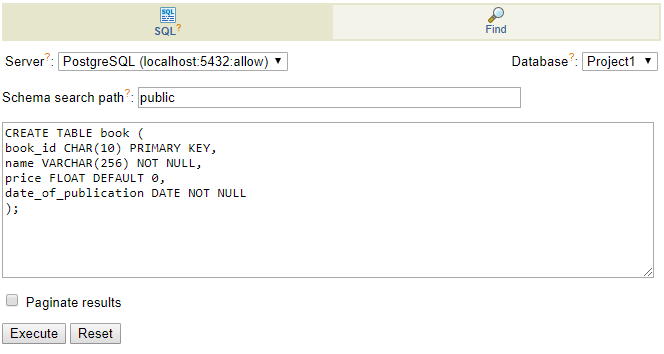 SQL
SQL?
Find
Server?: PostgreSQL (localhost:5432:allow)
Database?: Project1
Schema search path?: public
CREATE TABLE book (
book_id CHAR(10) PRIMARY KEY,
name VARCHAR(256) NOT NULL,
price FLOAT DEFAULT 0,
date_of_publication DATE NOT NULL
);
Paginate results
Execute Reset